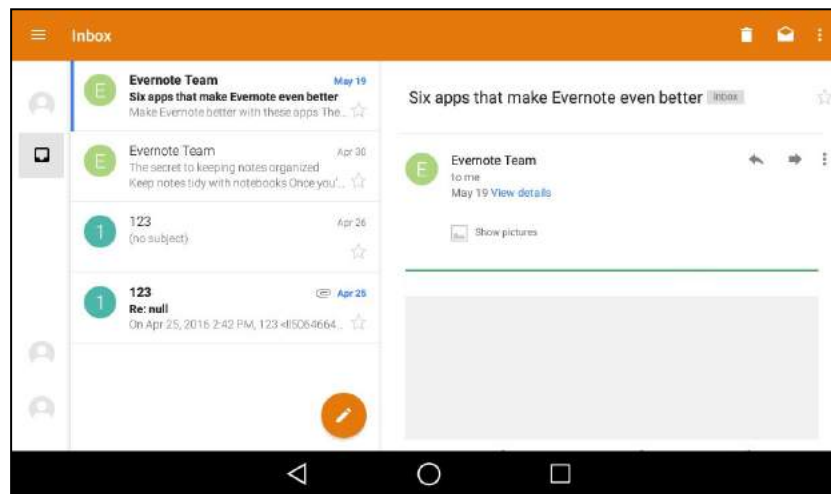 Inbox
Evernote Team May 19
Six apps that make Evernote even better
Make Evernote better with these apps The...
E
Evernote Team Apr 30
The secret to keeping notes organized
Keep notes tidy with notebooks Once you'...
E
123 Apr 26
(no subject)
1
123 Apr 25
Re: null
On Apr 25, 2016 2:42 PM, 123 <ll5064664...
1
Six apps that make Evernote even better Inbox
E
Evernote Team
to me
May 19 View details
Show pictures